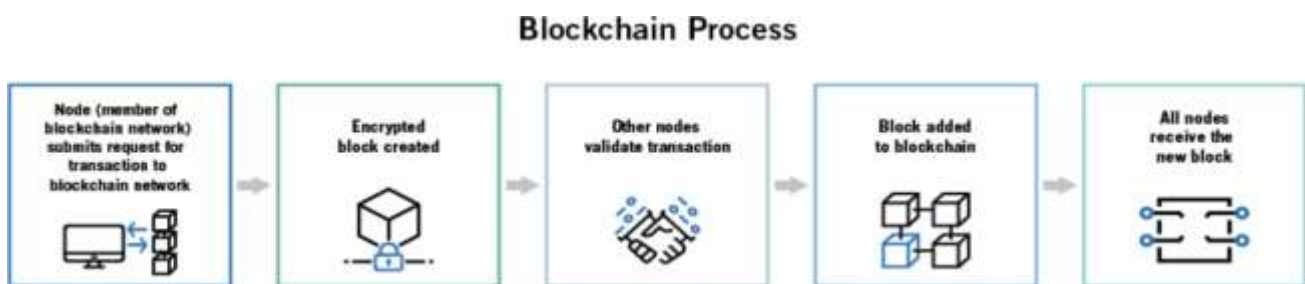 Blockchain Process
Node (member of
blockchain network)
submits request for
transaction to
blockchain network
Encrypted
block created
Other nodes
validate transaction
Block added
to blockchain
All nodes
receive the
new block